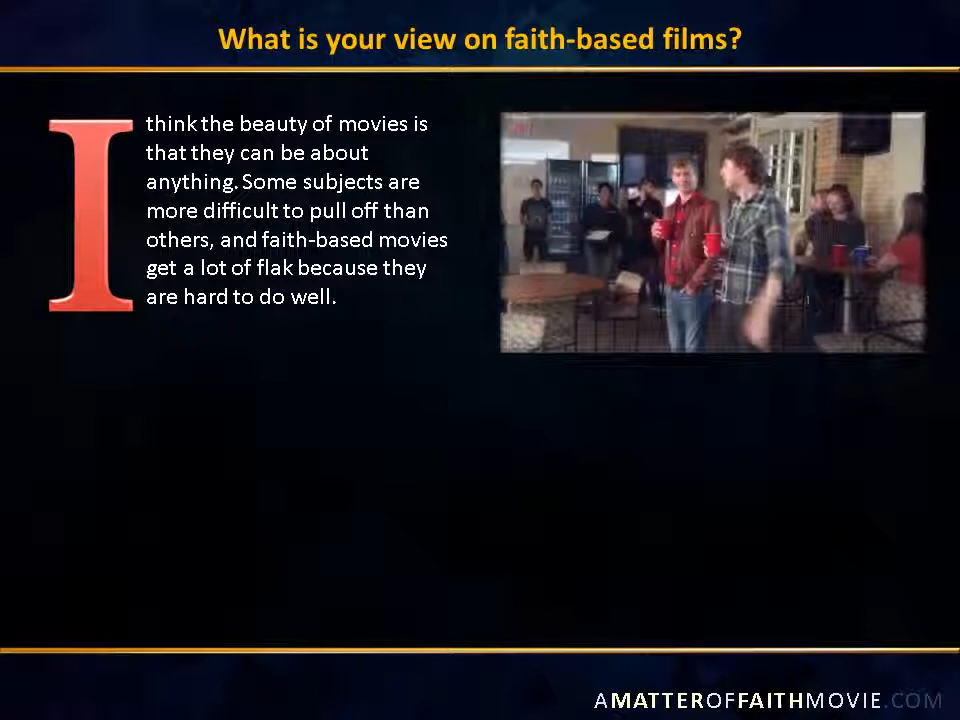 What is your view on faith-based films?
I think the beauty of movies is
that they can be about
anything. Some subjects are
more difficult to pull off than
others, and faith-based movies
get a lot of flak because they
are hard to do well.
AMATTEROFFAITHMOVIE.COM